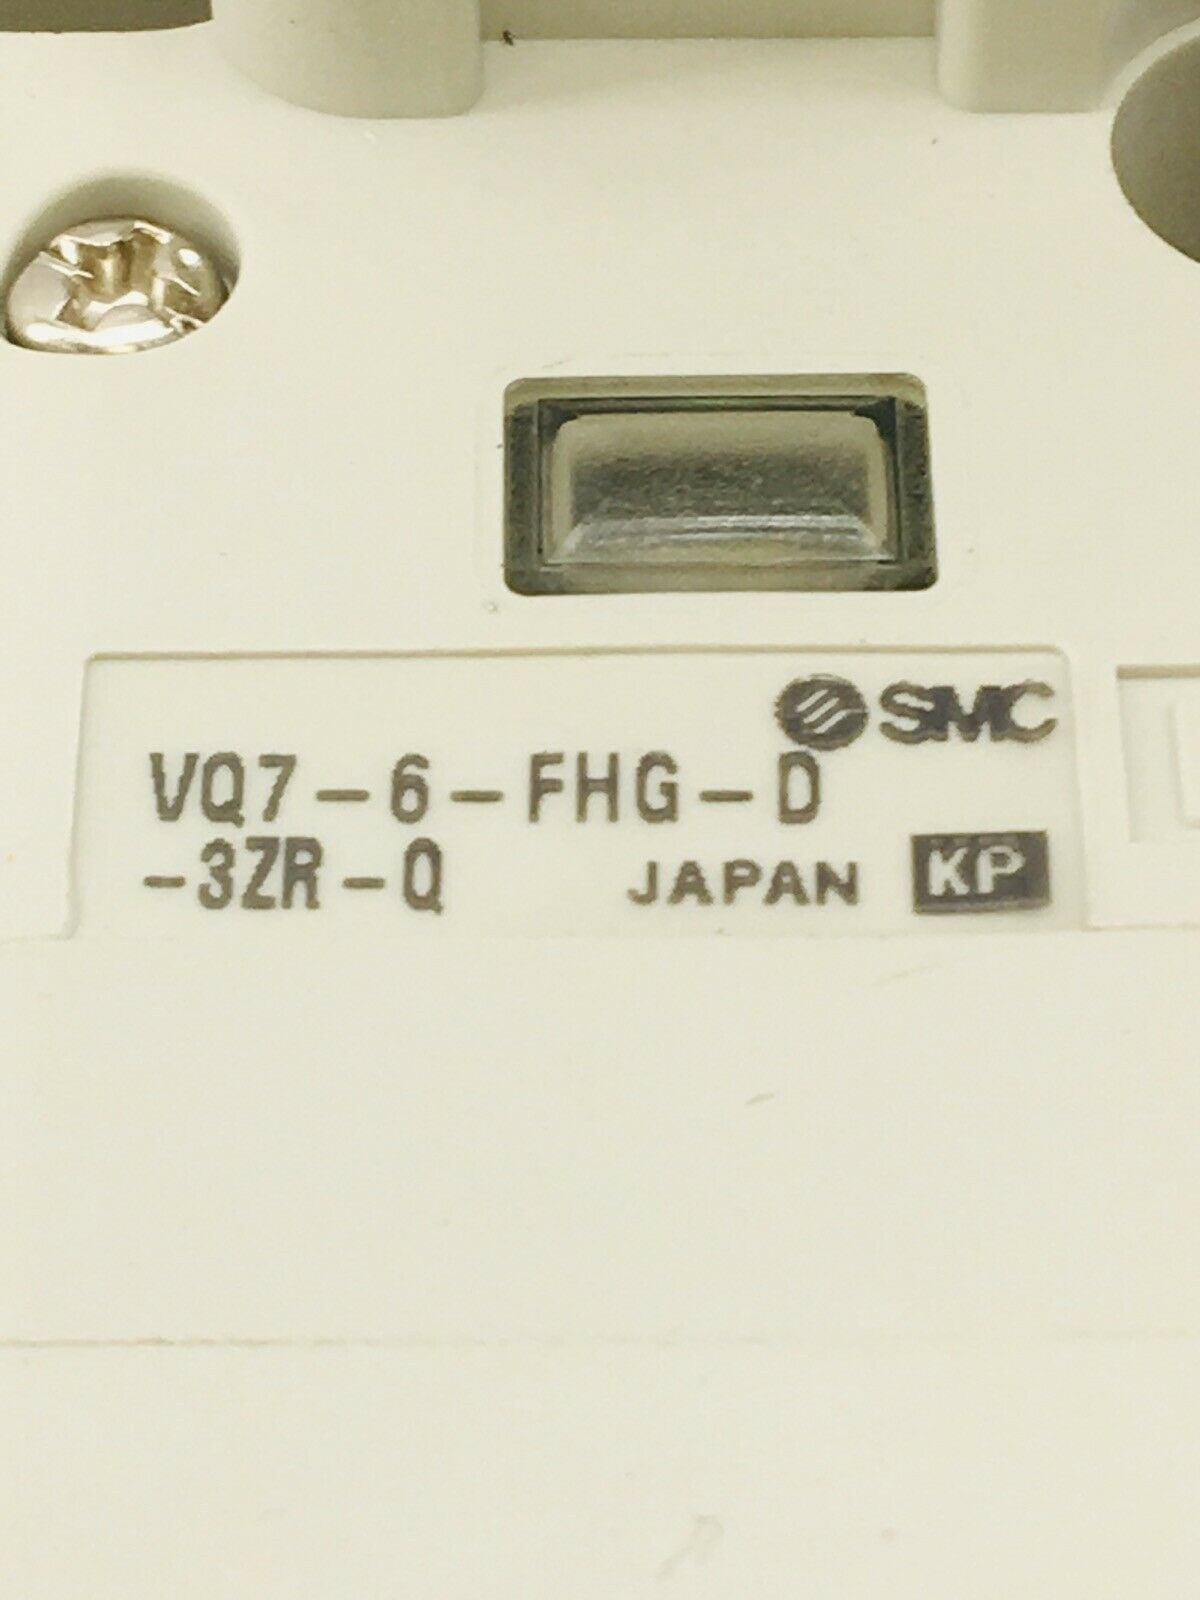 SMC
VQ7-6-FHG-D
-3ZR-Q JAPAN KP